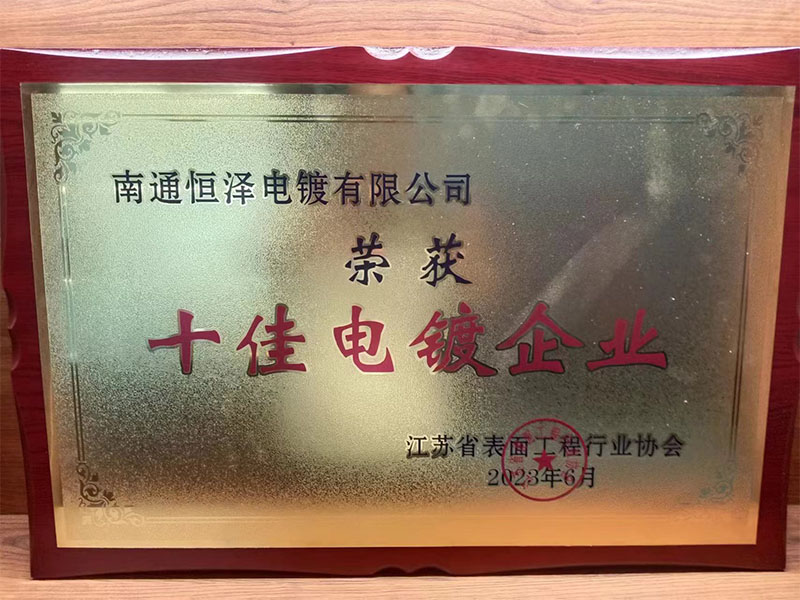 南通恒泽电镀有限公司
荣获
十佳电镀企业
江苏省表面工程行业协会
2023年6月